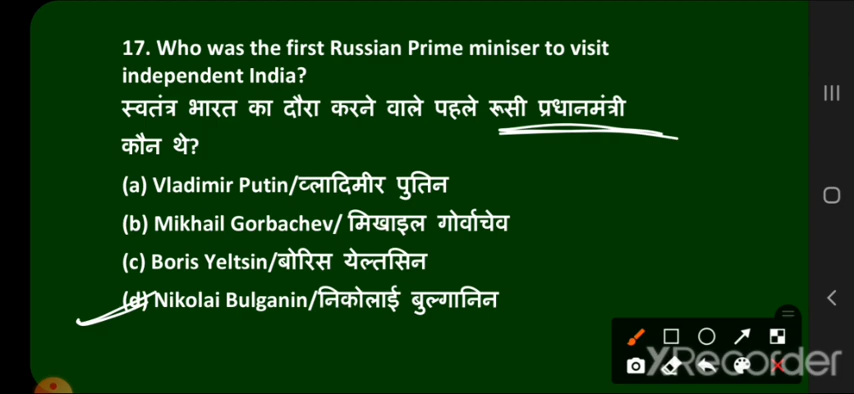 17. Who was the first Russian Prime miniser to visit
independent India?
स्वतंत्र भारत का दौरा करने वाले पहले रूसी प्रधानमंत्री
कौन थे?
(a) Vladimir Putin/व्लादिमीर पुतिन
(b) Mikhail Gorbachev/ मिखाइल गोर्वाचेव
(c) Boris Yeltsin/बोरिस येल्तसिन
(d) Nikolai Bulganin/निकोलाई बुल्गानिन
XRecorder